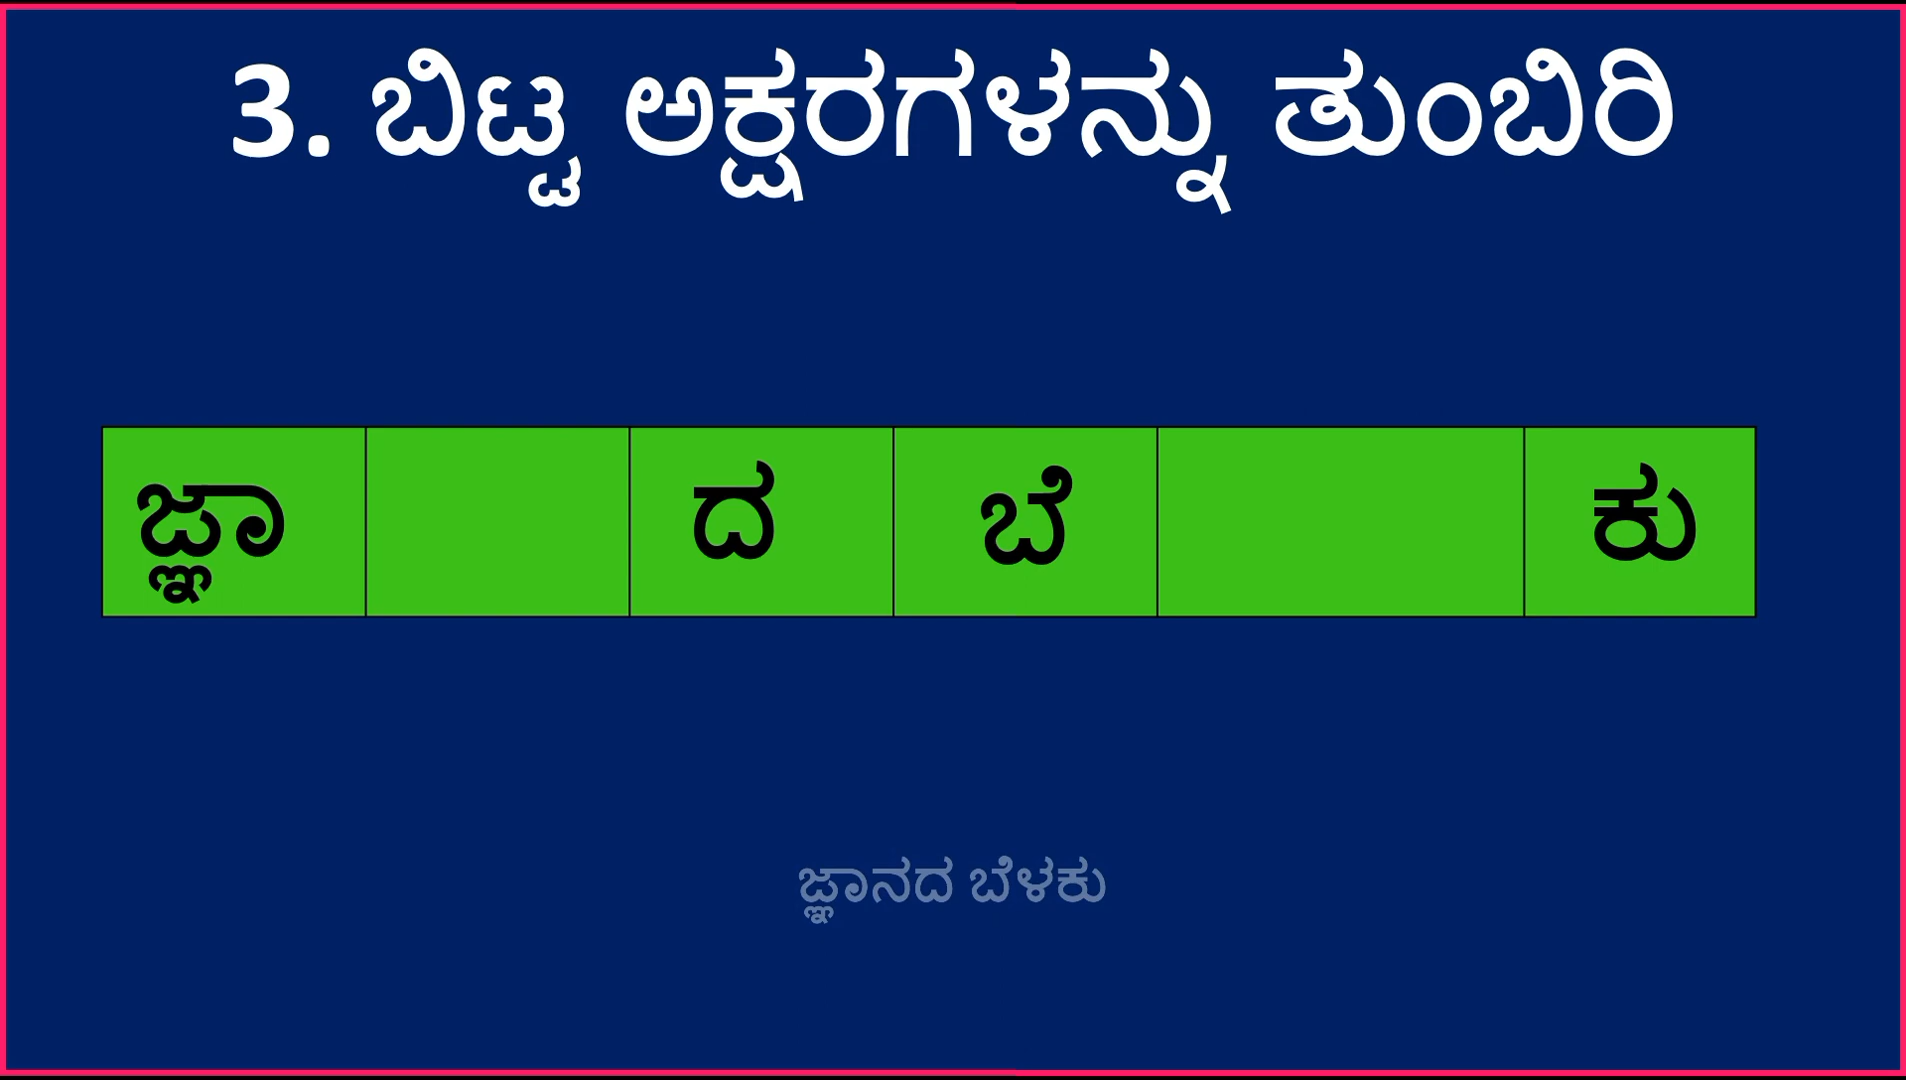 3. ಬಿಟ್ಟ ಅಕ್ಷರಗಳನ್ನು ತುಂಬಿರಿ
ಜ್ಞಾ ದ ಬೆ ಕು
ಜ್ಞಾನದ ಬೆಳಕು